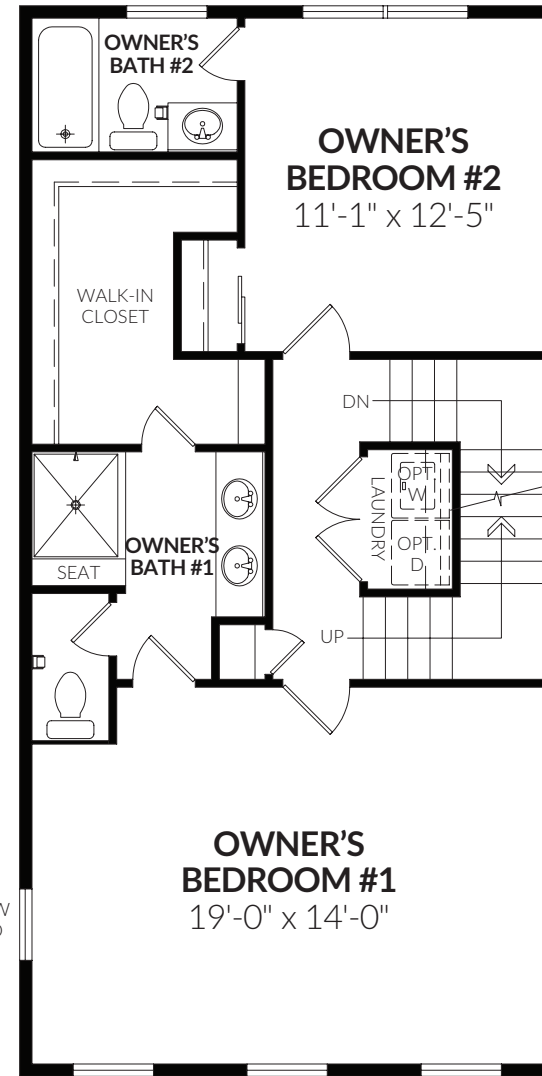 OWNER'S
BATH #2
OWNER'S
BEDROOM #2
11'-1" x 12'-5"
WALK-IN
CLOSET
DN
OPT.
W
LAUNDRY
OPT.
D
OWNER'S
BATH #1
SEAT
UP
OWNER'S
BEDROOM #1
19'-0" x 14'-0"